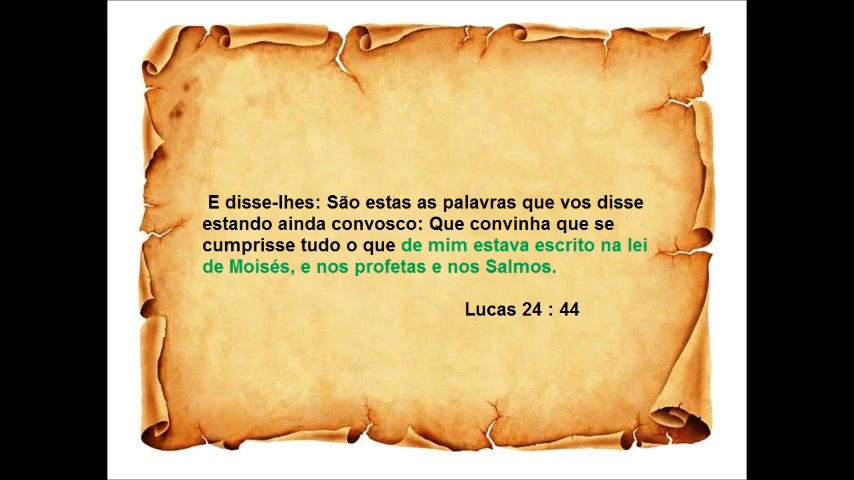 E disse-lhes: São estas as palavras que vos disse
estando ainda convosco: Que convinha que se
cumprisse tudo o que de mim estava escrito na lei
de Moisés, e nos profetas e nos Salmos.
Lucas 24 : 44